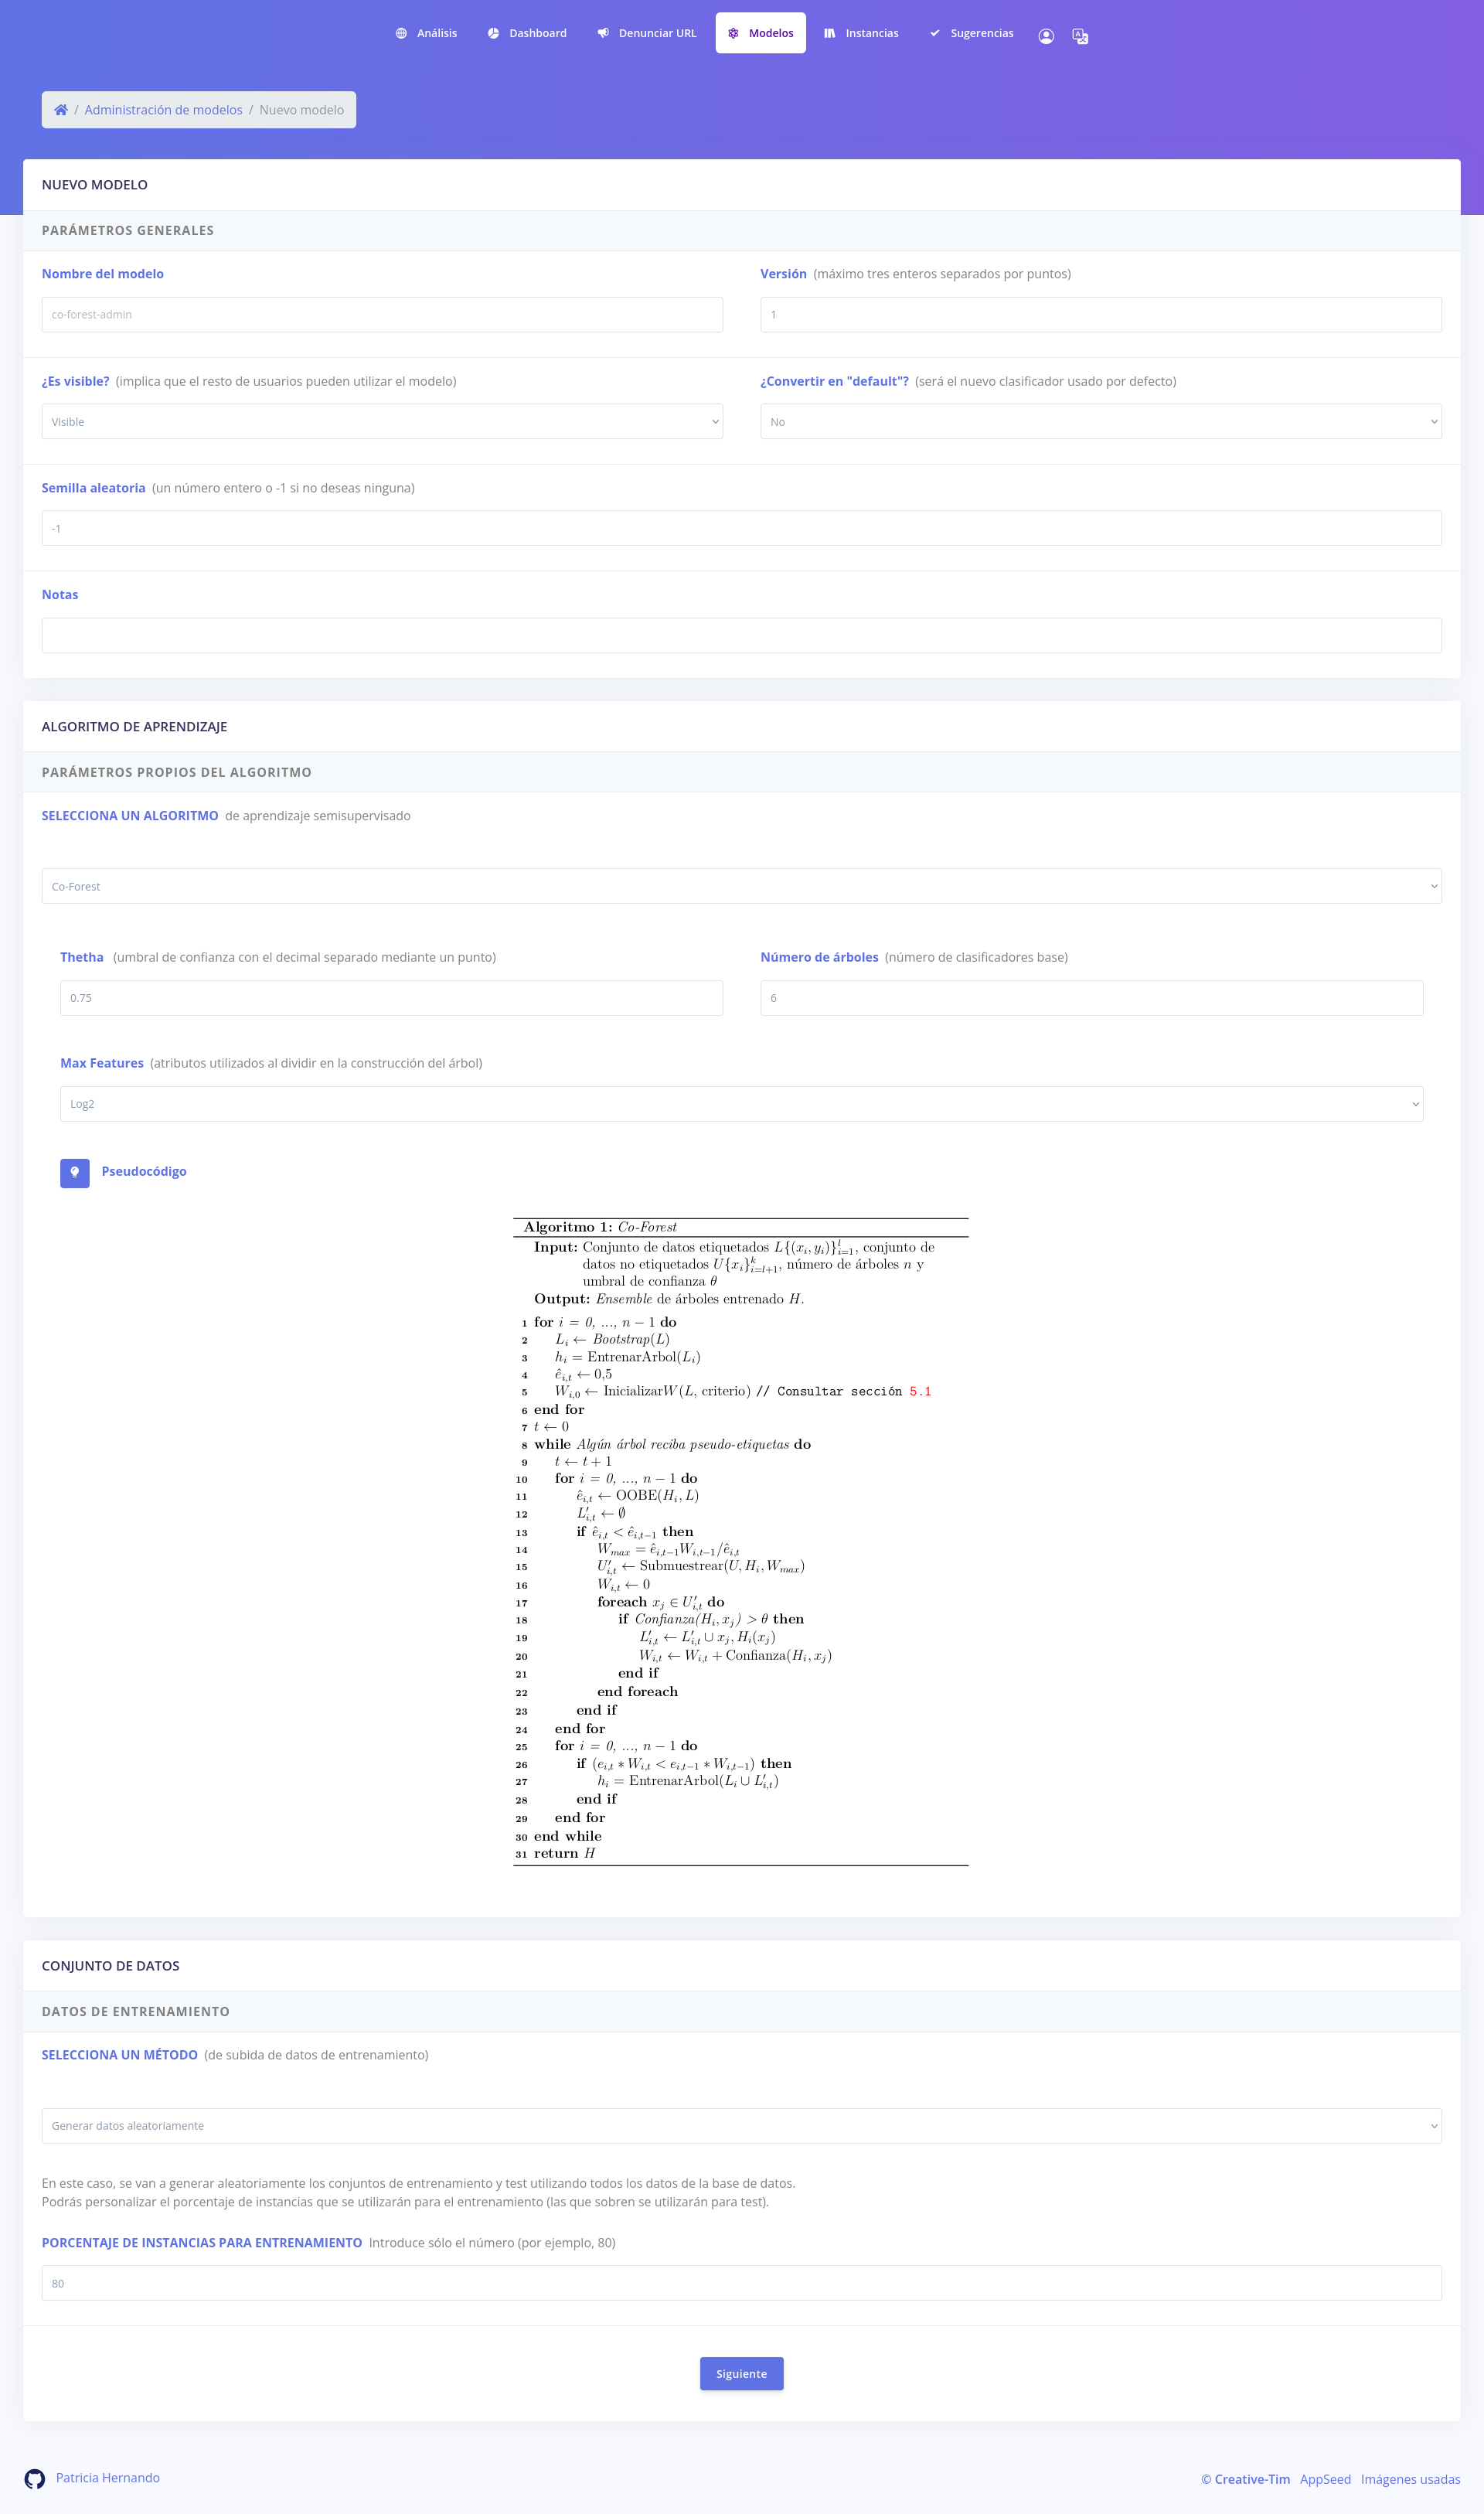 Análisis Dashboard Denunciar URL Modelos Instancias Sugerencias
/ Administración de modelos / Nuevo modelo
NUEVO MODELO
PARÁMETROS GENERALES
Nombre del modelo Versión (máximo tres enteros separados por puntos)
co-forest-admin 1
¿Es visible? (implica que el resto de usuarios pueden utilizar el modelo) ¿Convertir en "default"? (será el nuevo clasificador usado por defecto)
Visible No
Semilla aleatoria (un número entero o -1 si no deseas ninguna)
-1
Notas
ALGORITMO DE APRENDIZAJE
PARÁMETROS PROPIOS DEL ALGORITMO
SELECCIONA UN ALGORITMO de aprendizaje semisupervisado
Co-Forest
Thetha (umbral de confianza con el decimal separado mediante un punto) Número de árboles (número de clasificadores base)
0.75 6
Max Features (atributos utilizados al dividir en la construcción del árbol)
Log2
Pseudocódigo
Algoritmo 1: Co-Forest
Input: Conjunto de datos etiquetados $L\{(x_i, y_i)\}_{i=1}^{l}$, conjunto de
datos no etiquetados $U\{x_i\}_{i=l+1}^{k}$, número de árboles $n$ y
umbral de confianza $\theta$
Output: Ensemble de árboles entrenado $H$.
1 for $i = 0, ..., n - 1$ do
2 $L_i \leftarrow Bootstrap(L)$
3 $h_i$ = EntrenarArbol($L_i$)
4 $\hat{e}_{i,t} \leftarrow 0,5$
5 $W_{i,0} \leftarrow$ Inicializar$W$($L$, criterio) // Consultar sección 5.1
6 end for
7 $t \leftarrow 0$
8 while Algún árbol reciba pseudo-etiquetas do
9 $t \leftarrow t + 1$
10 for $i = 0, ..., n - 1$ do
11 $\hat{e}_{i,t} \leftarrow$ OOBE($H_i, L$)
12 $L'_{i,t} \leftarrow \emptyset$
13 if $\hat{e}_{i,t} < \hat{e}_{i,t-1}$ then
14 $W_{max} = \hat{e}_{i,t-1}W_{i,t-1}/\hat{e}_{i,t}$
15 $U'_{i,t} \leftarrow$ Submuestrear($U, H_i, W_{max}$)
16 $W_{i,t} \leftarrow 0$
17 foreach $x_j \in U'_{i,t}$ do
18 if Confianza($H_i, x_j$) > $\theta$ then
19 $L'_{i,t} \leftarrow L'_{i,t} \cup x_j, H_i(x_j)$
20 $W_{i,t} \leftarrow W_{i,t}$ + Confianza($H_i, x_j$)
21 end if
22 end foreach
23 end if
24 end for
25 for $i = 0, ..., n - 1$ do
26 if $(e_{i,t} * W_{i,t} < e_{i,t-1} * W_{i,t-1})$ then
27 $h_i$ = EntrenarArbol($L_i \cup L'_{i,t}$)
28 end if
29 end for
30 end while
31 return $H$
CONJUNTO DE DATOS
DATOS DE ENTRENAMIENTO
SELECCIONA UN MÉTODO (de subida de datos de entrenamiento)
Generar datos aleatoriamente
En este caso, se van a generar aleatoriamente los conjuntos de entrenamiento y test utilizando todos los datos de la base de datos.
Podrás personalizar el porcentaje de instancias que se utilizarán para el entrenamiento (las que sobren se utilizarán para test).
PORCENTAJE DE INSTANCIAS PARA ENTRENAMIENTO Introduce sólo el número (por ejemplo, 80)
80
Siguiente
Patricia Hernando © Creative-Tim AppSeed Imágenes usadas